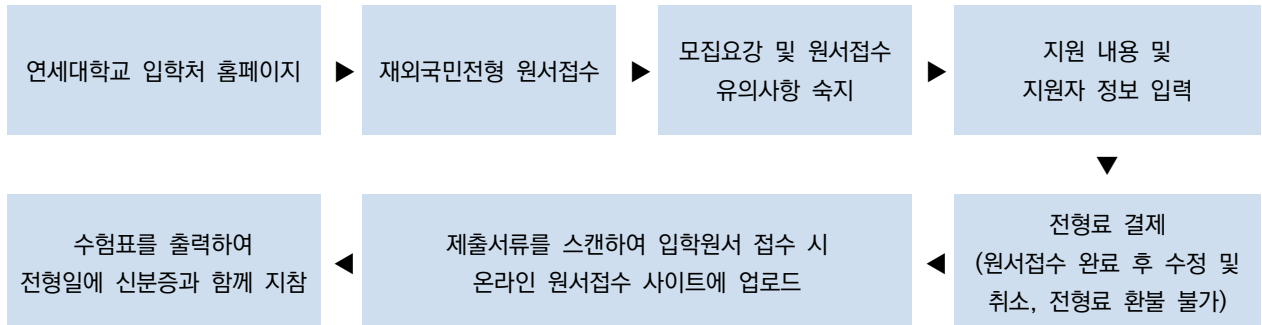 연세대학교 입학처 홈페이지
▶
재외국민전형 원서접수
▶
모집요강 및 원서접수
유의사항 숙지
▶
지원 내용 및
지원자 정보 입력
▼
전형료 결제
(원서접수 완료 후 수정 및
취소, 전형료 환불 불가)
◀
제출서류를 스캔하여 입학원서 접수 시
온라인 원서접수 사이트에 업로드
◀
수험표를 출력하여
전형일에 신분증과 함께 지참